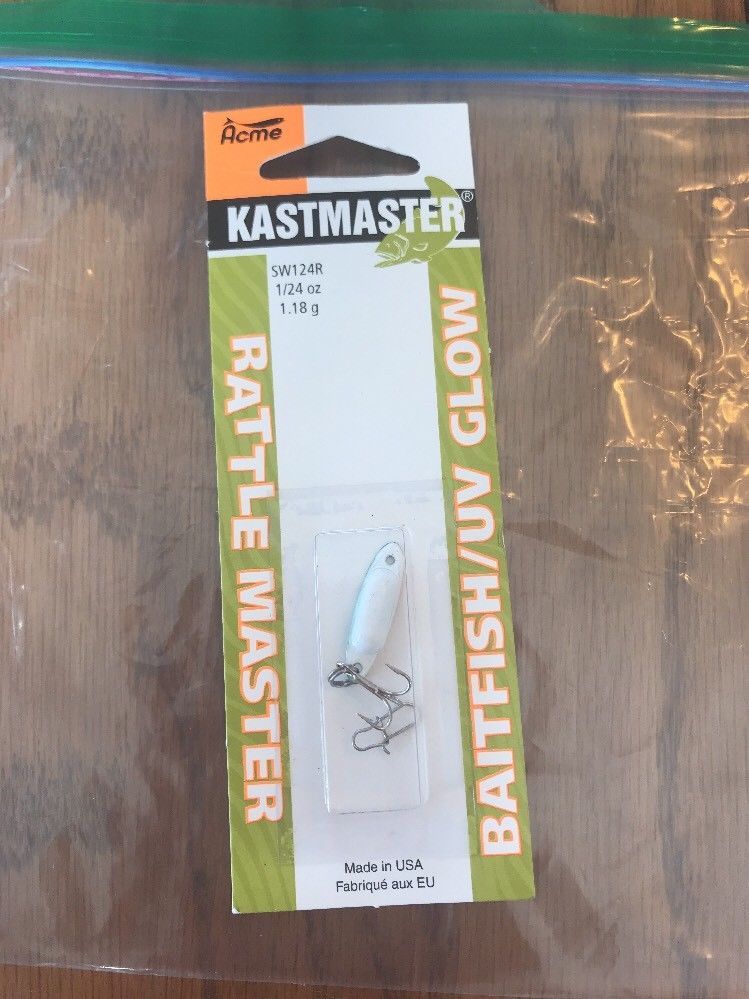 Acme
KASTMASTER®
SW124R
1/24 oz
1.18 g
RATTLE MASTER
BAITFISH/UV GLOW
Made in USA
Fabriqué aux EU